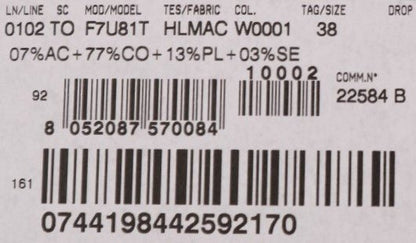 LN/LINE SC MOD/MODEL TES/FABRIC COL. TAG/SIZE DROP
0102 TO F7U81T HLMAC W0001 38
07%AC+77%CO+13%PL+03%SE
10002 COMM.N°
92 22584 B
8 052087 570084
161
0744198442592170